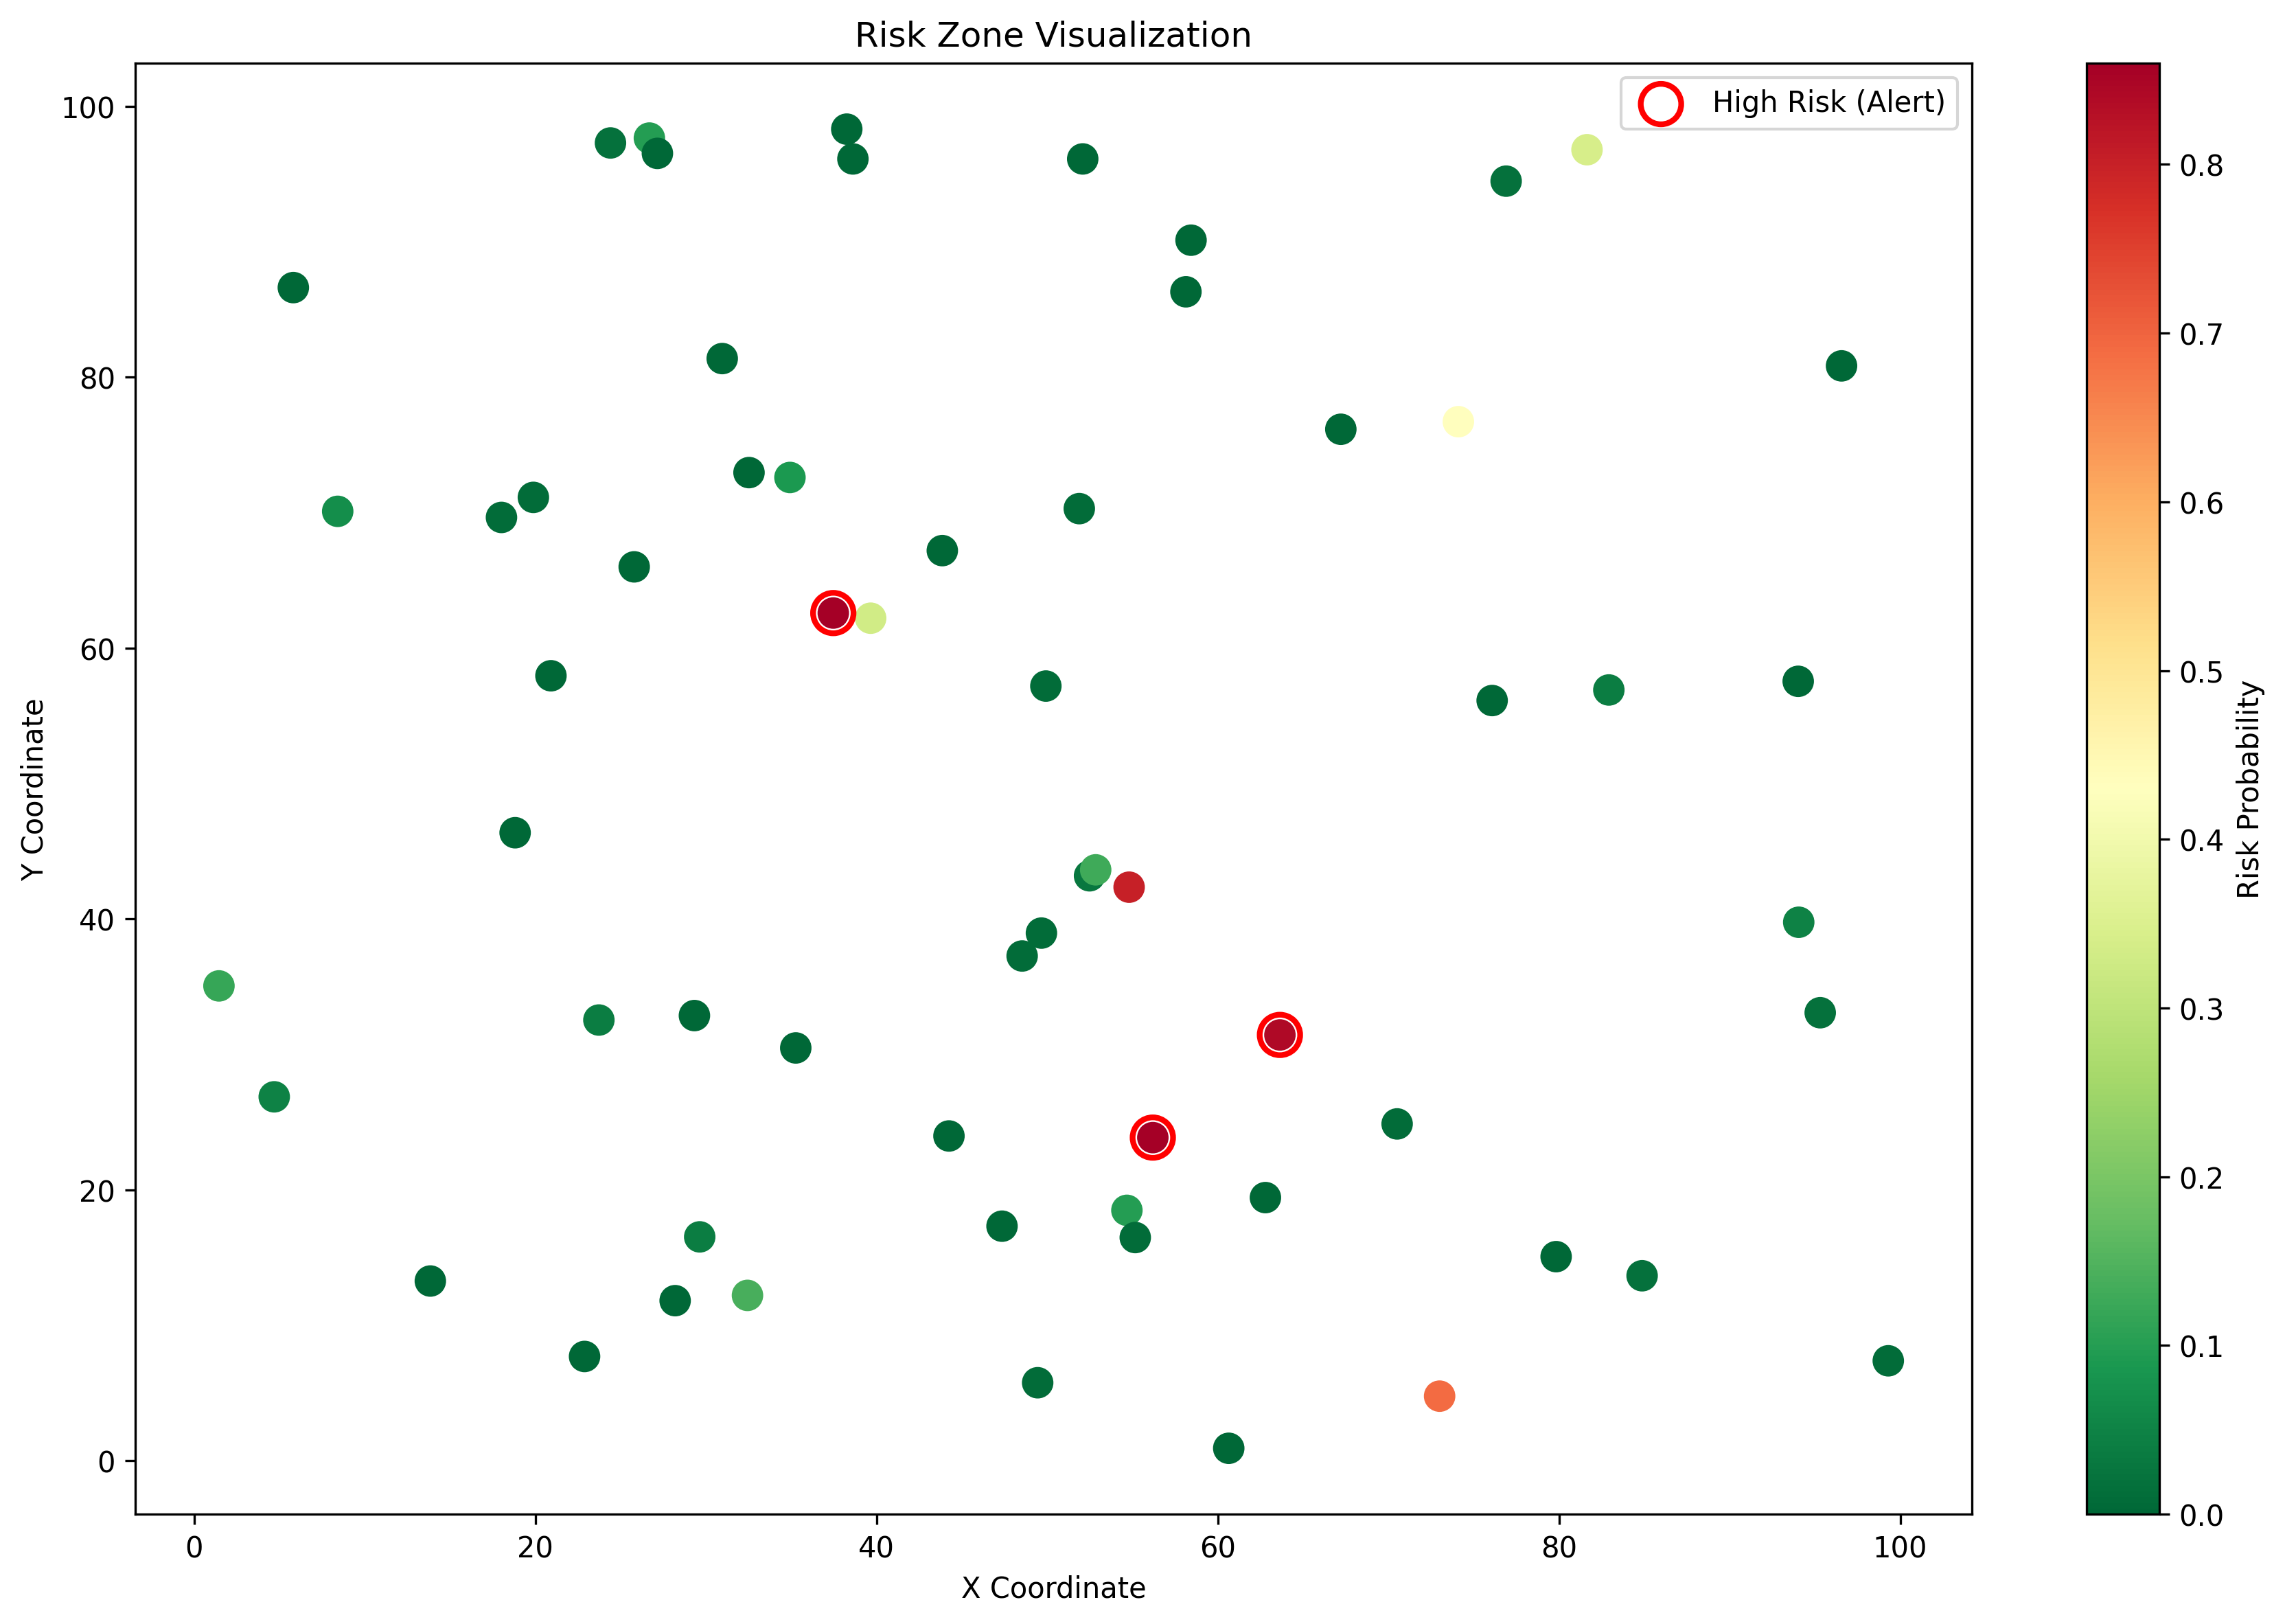 Risk Zone Visualization
High Risk (Alert)
100
80
60
40
20
0
Y Coordinate
0 20 40 60 80 100
X Coordinate
0.8
0.7
0.6
0.5
0.4
0.3
0.2
0.1
0.0
Risk Probability